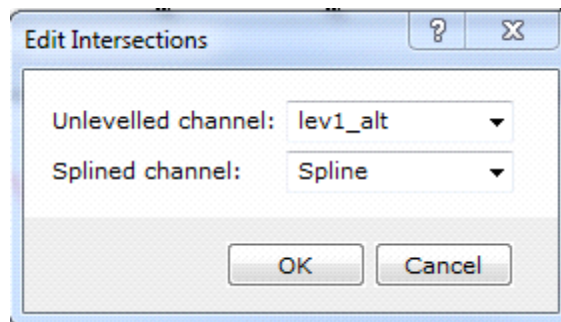 Edit Intersections ?
Unlevelled channel: lev1_alt
Splined channel: Spline
OK Cancel